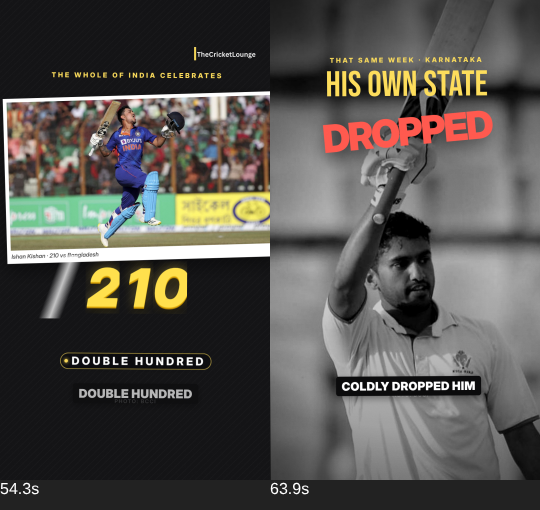 TheCricketLounge
THE WHOLE OF INDIA CELEBRATES
INDIA
সাইকেল
Ishan Kishan · 210 vs Bangladesh
210
DOUBLE HUNDRED
DOUBLE HUNDRED
54.3s
THAT SAME WEEK · KARNATAKA
HIS OWN STATE
DROPPED
COLDLY DROPPED HIM
63.9s